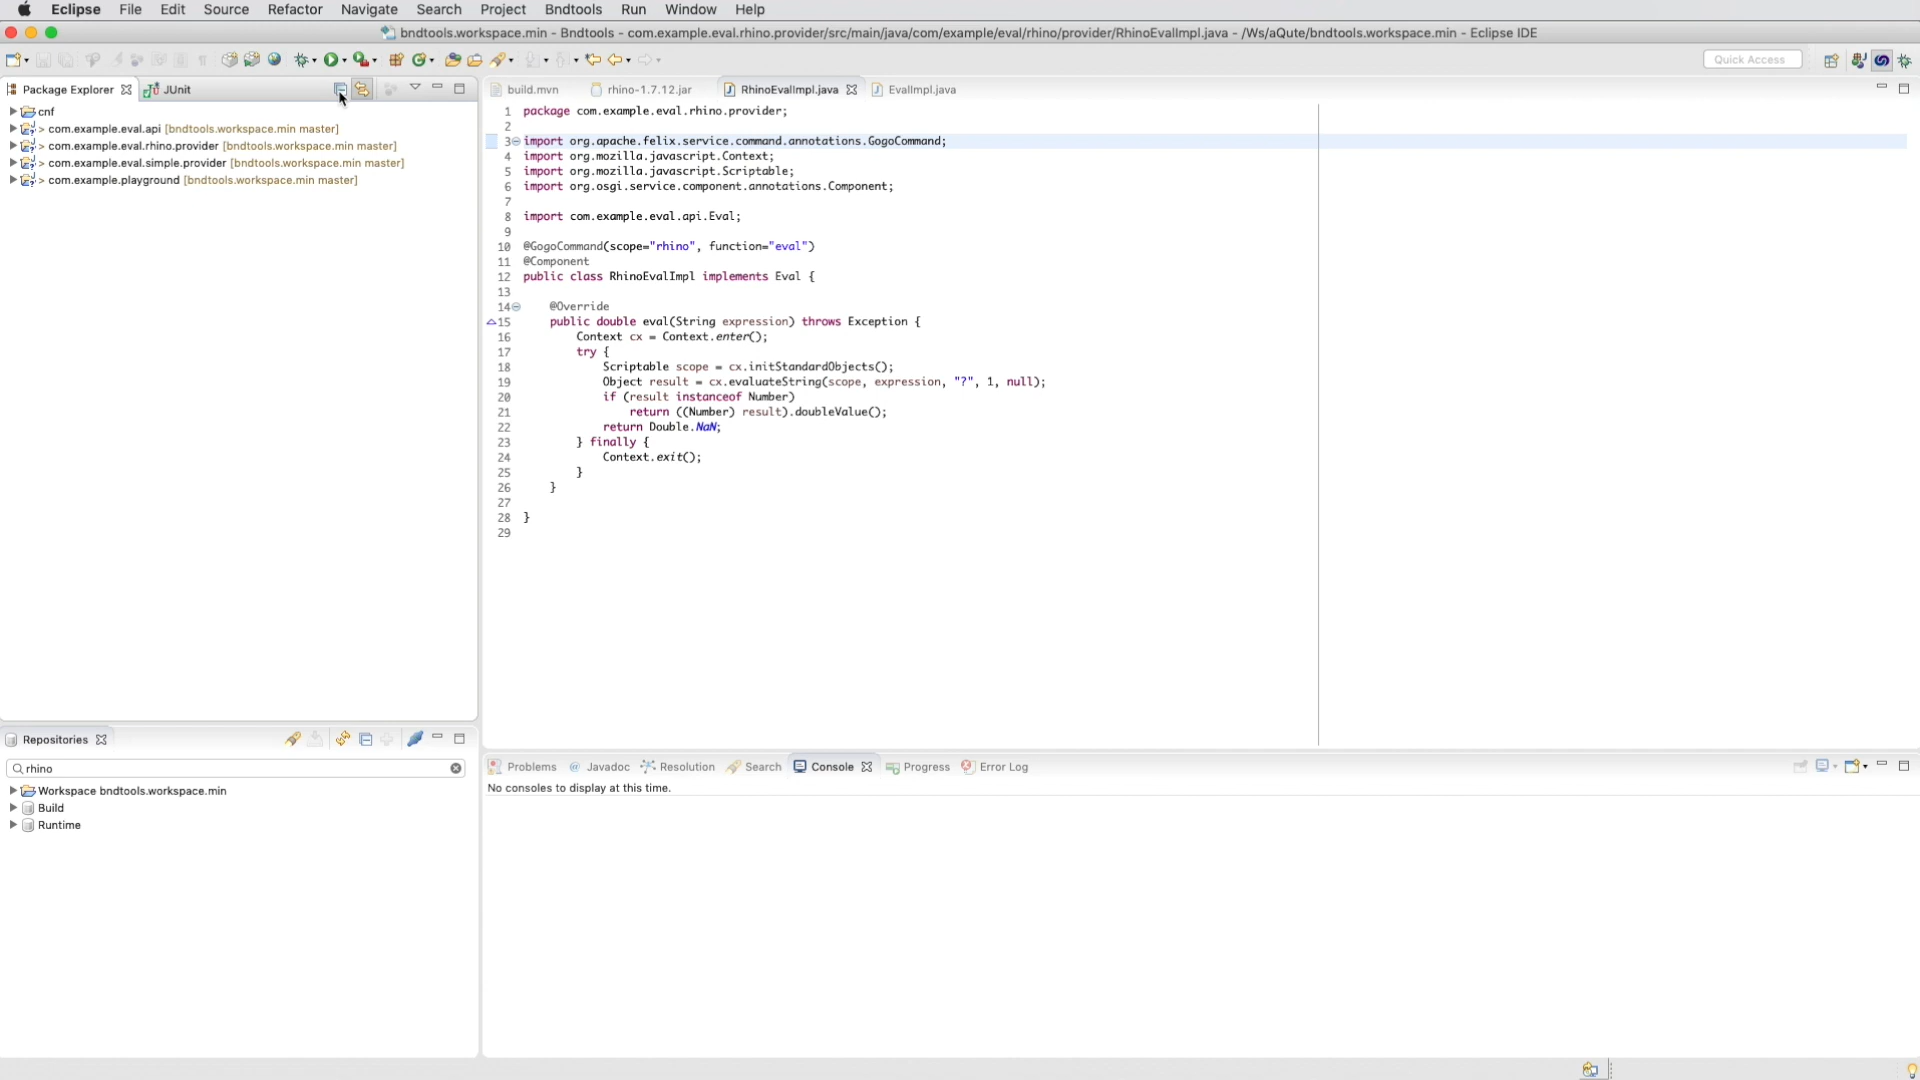 Eclipse File Edit Source Refactor Navigate Search Project Bndtools Run Window Help
bndtools.workspace.min - Bndtools - com.example.eval.rhino.provider/src/main/java/com/example/eval/rhino/provider/RhinoEvalImpl.java - /Ws/aQute/bndtools.workspace.min - Eclipse IDE
Quick Access
Package Explorer JUnit
cnf
> com.example.eval.api [bndtools.workspace.min master]
> com.example.eval.rhino.provider [bndtools.workspace.min master]
> com.example.eval.simple.provider [bndtools.workspace.min master]
> com.example.playground [bndtools.workspace.min master]
build.mvn rhino-1.7.12.jar RhinoEvalImpl.java EvalImpl.java
1 package com.example.eval.rhino.provider;
2
3 import org.apache.felix.service.command.annotations.GogoCommand;
4 import org.mozilla.javascript.Context;
5 import org.mozilla.javascript.Scriptable;
6 import org.osgi.service.component.annotations.Component;
7
8 import com.example.eval.api.Eval;
9
10 @GogoCommand(scope="rhino", function="eval")
11 @Component
12 public class RhinoEvalImpl implements Eval {
13
14 @Override
15 public double eval(String expression) throws Exception {
16 Context cx = Context.enter();
17 try {
18 Scriptable scope = cx.initStandardObjects();
19 Object result = cx.evaluateString(scope, expression, "?", 1, null);
20 if (result instanceof Number)
21 return ((Number) result).doubleValue();
22 return Double.NaN;
23 } finally {
24 Context.exit();
25 }
26 }
27
28 }
29
Repositories
rhino
Workspace bndtools.workspace.min
Build
Runtime
Problems @ Javadoc Resolution Search Console Progress Error Log
No consoles to display at this time.